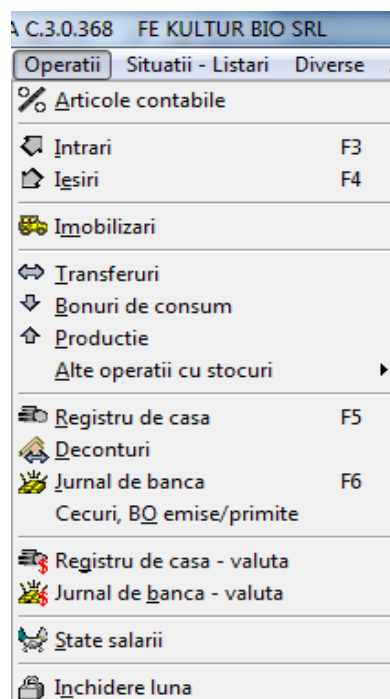 A C.3.0.368 FE KULTUR BIO SRL
Operatii Situatii - Listari Diverse
Articole contabile
Intrari F3
Iesiri F4
Imobilizari
Transferuri
Bonuri de consum
Productie
Alte operatii cu stocuri
Registru de casa F5
Deconturi
Jurnal de banca F6
Cecuri, BO emise/primite
Registru de casa - valuta
Jurnal de banca - valuta
State salarii
Inchidere luna